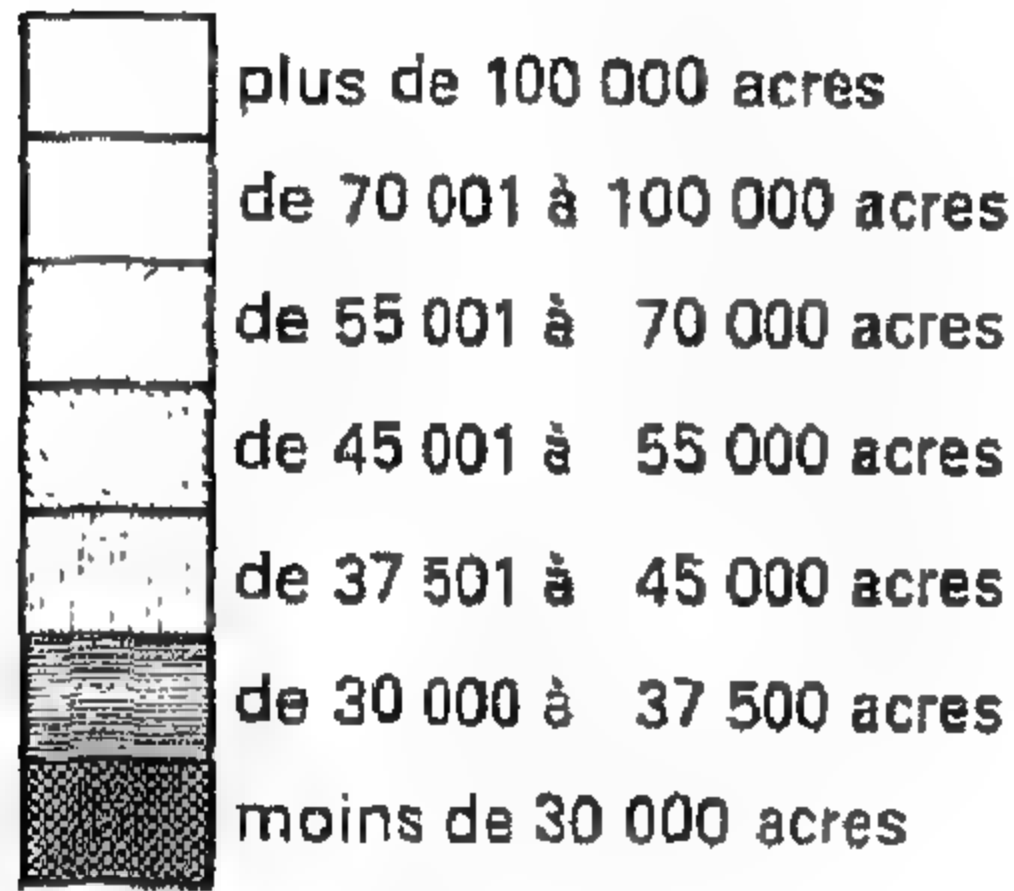 plus de 100 000 acres
de 70 001 à 100 000 acres
de 55 001 à 70 000 acres
de 45 001 à 55 000 acres
de 37 501 à 45 000 acres
de 30 000 à 37 500 acres
moins de 30 000 acres